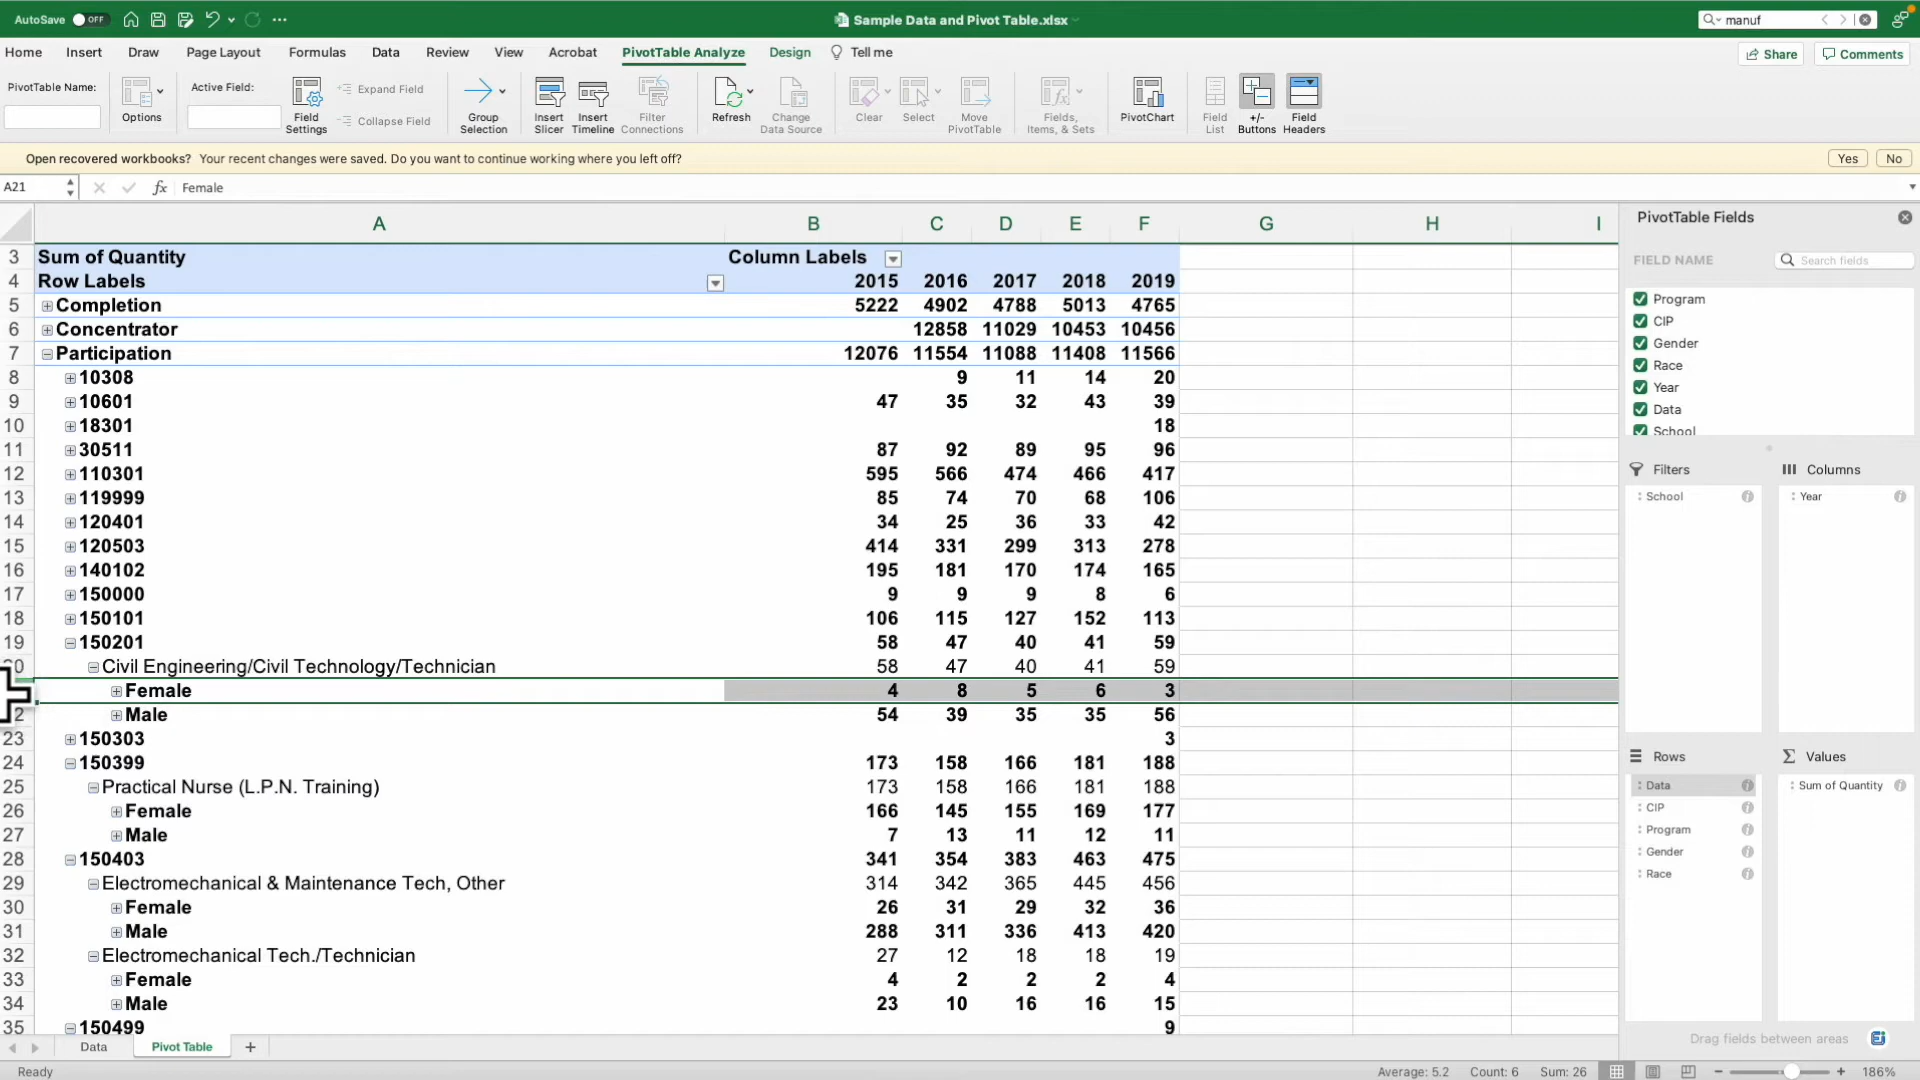 AutoSave OFF Sample Data and Pivot Table.xlsx manuf
Home Insert Draw Page Layout Formulas Data Review View Acrobat PivotTable Analyze Design Tell me Share Comments
PivotTable Name: Options Active Field: Field Settings Expand Field Collapse Field Group Selection Insert Slicer Insert Timeline Filter Connections Refresh Change Data Source Clear Select Move PivotTable Fields, Items, & Sets PivotChart Field List +/- Buttons Field Headers
Open recovered workbooks? Your recent changes were saved. Do you want to continue working where you left off? Yes No
A21 fx Female
A B C D E F G H I
3 Sum of Quantity Column Labels
4 Row Labels 2015 2016 2017 2018 2019
5 Completion 5222 4902 4788 5013 4765
6 Concentrator 12858 11029 10453 10456
7 Participation 12076 11554 11088 11408 11566
8 10308 9 11 14 20
9 10601 47 35 32 43 39
10 18301 18
11 30511 87 92 89 95 96
12 110301 595 566 474 466 417
13 119999 85 74 70 68 106
14 120401 34 25 36 33 42
15 120503 414 331 299 313 278
16 140102 195 181 170 174 165
17 150000 9 9 9 8 6
18 150101 106 115 127 152 113
19 150201 58 47 40 41 59
Civil Engineering/Civil Technology/Technician 58 47 40 41 59
Female 4 8 5 6 3
Male 54 39 35 35 56
23 150303 3
24 150399 173 158 166 181 188
25 Practical Nurse (L.P.N. Training) 173 158 166 181 188
26 Female 166 145 155 169 177
27 Male 7 13 11 12 11
28 150403 341 354 383 463 475
29 Electromechanical & Maintenance Tech, Other 314 342 365 445 456
30 Female 26 31 29 32 36
31 Male 288 311 336 413 420
32 Electromechanical Tech./Technician 27 12 18 18 19
33 Female 4 2 2 2 4
34 Male 23 10 16 16 15
35 150499 9
PivotTable Fields
FIELD NAME Search fields
Program
CIP
Gender
Race
Year
Data
School
Filters Columns
School Year
Rows Values
Data Sum of Quantity
CIP
Program
Gender
Race
Drag fields between areas
Data Pivot Table +
Ready Average: 5.2 Count: 6 Sum: 26 186%